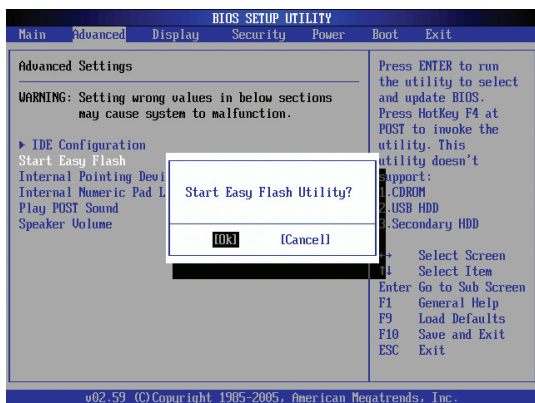 BIOS SETUP UTILITY
Main Advanced Display Security Power Boot Exit
Advanced Settings
WARNING: Setting wrong values in below sections
may cause system to malfunction.
▶ IDE Configuration
Start Easy Flash
Internal Pointing Devi
Internal Numeric Pad L
Play POST Sound
Speaker Volume
Start Easy Flash Utility?
[Ok] [Cancel]
Press ENTER to run
the utility to select
and update BIOS.
Press HotKey F4 at
POST to invoke the
utility. This
utility doesn't
support:
1.CDROM
2.USB HDD
3.Secondary HDD
↔ Select Screen
↑↓ Select Item
Enter Go to Sub Screen
F1 General Help
F9 Load Defaults
F10 Save and Exit
ESC Exit
v02.59 (C)Copyright 1985-2005, American Megatrends, Inc.